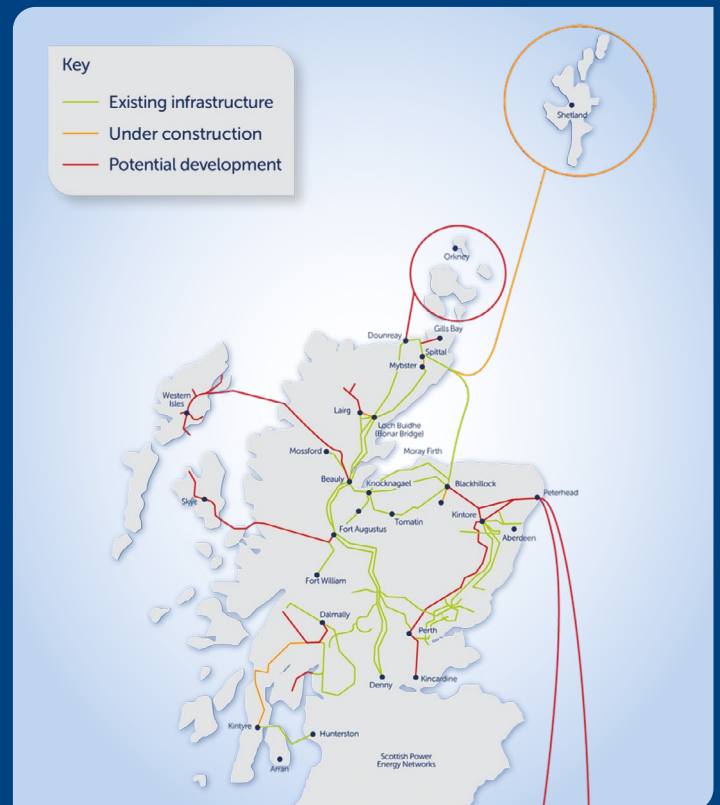 Key
Existing infrastructure
Under construction
Potential development
Shetland
Orkney
Dounreay
Gills Bay
Spittal
Mybster
Western
Isles
Lairg
Loch Buidhe
(Bonar Bridge)
Mossford
Moray Firth
Beauly
Knocknagael
Blackhillock
Peterhead
Skye
Kintore
Tomatin
Fort Augustus
Aberdeen
Fort William
Dalmally
Perth
Denny
Kincardine
Kintyre
Hunterston
Arran
Scottish Power
Energy Networks